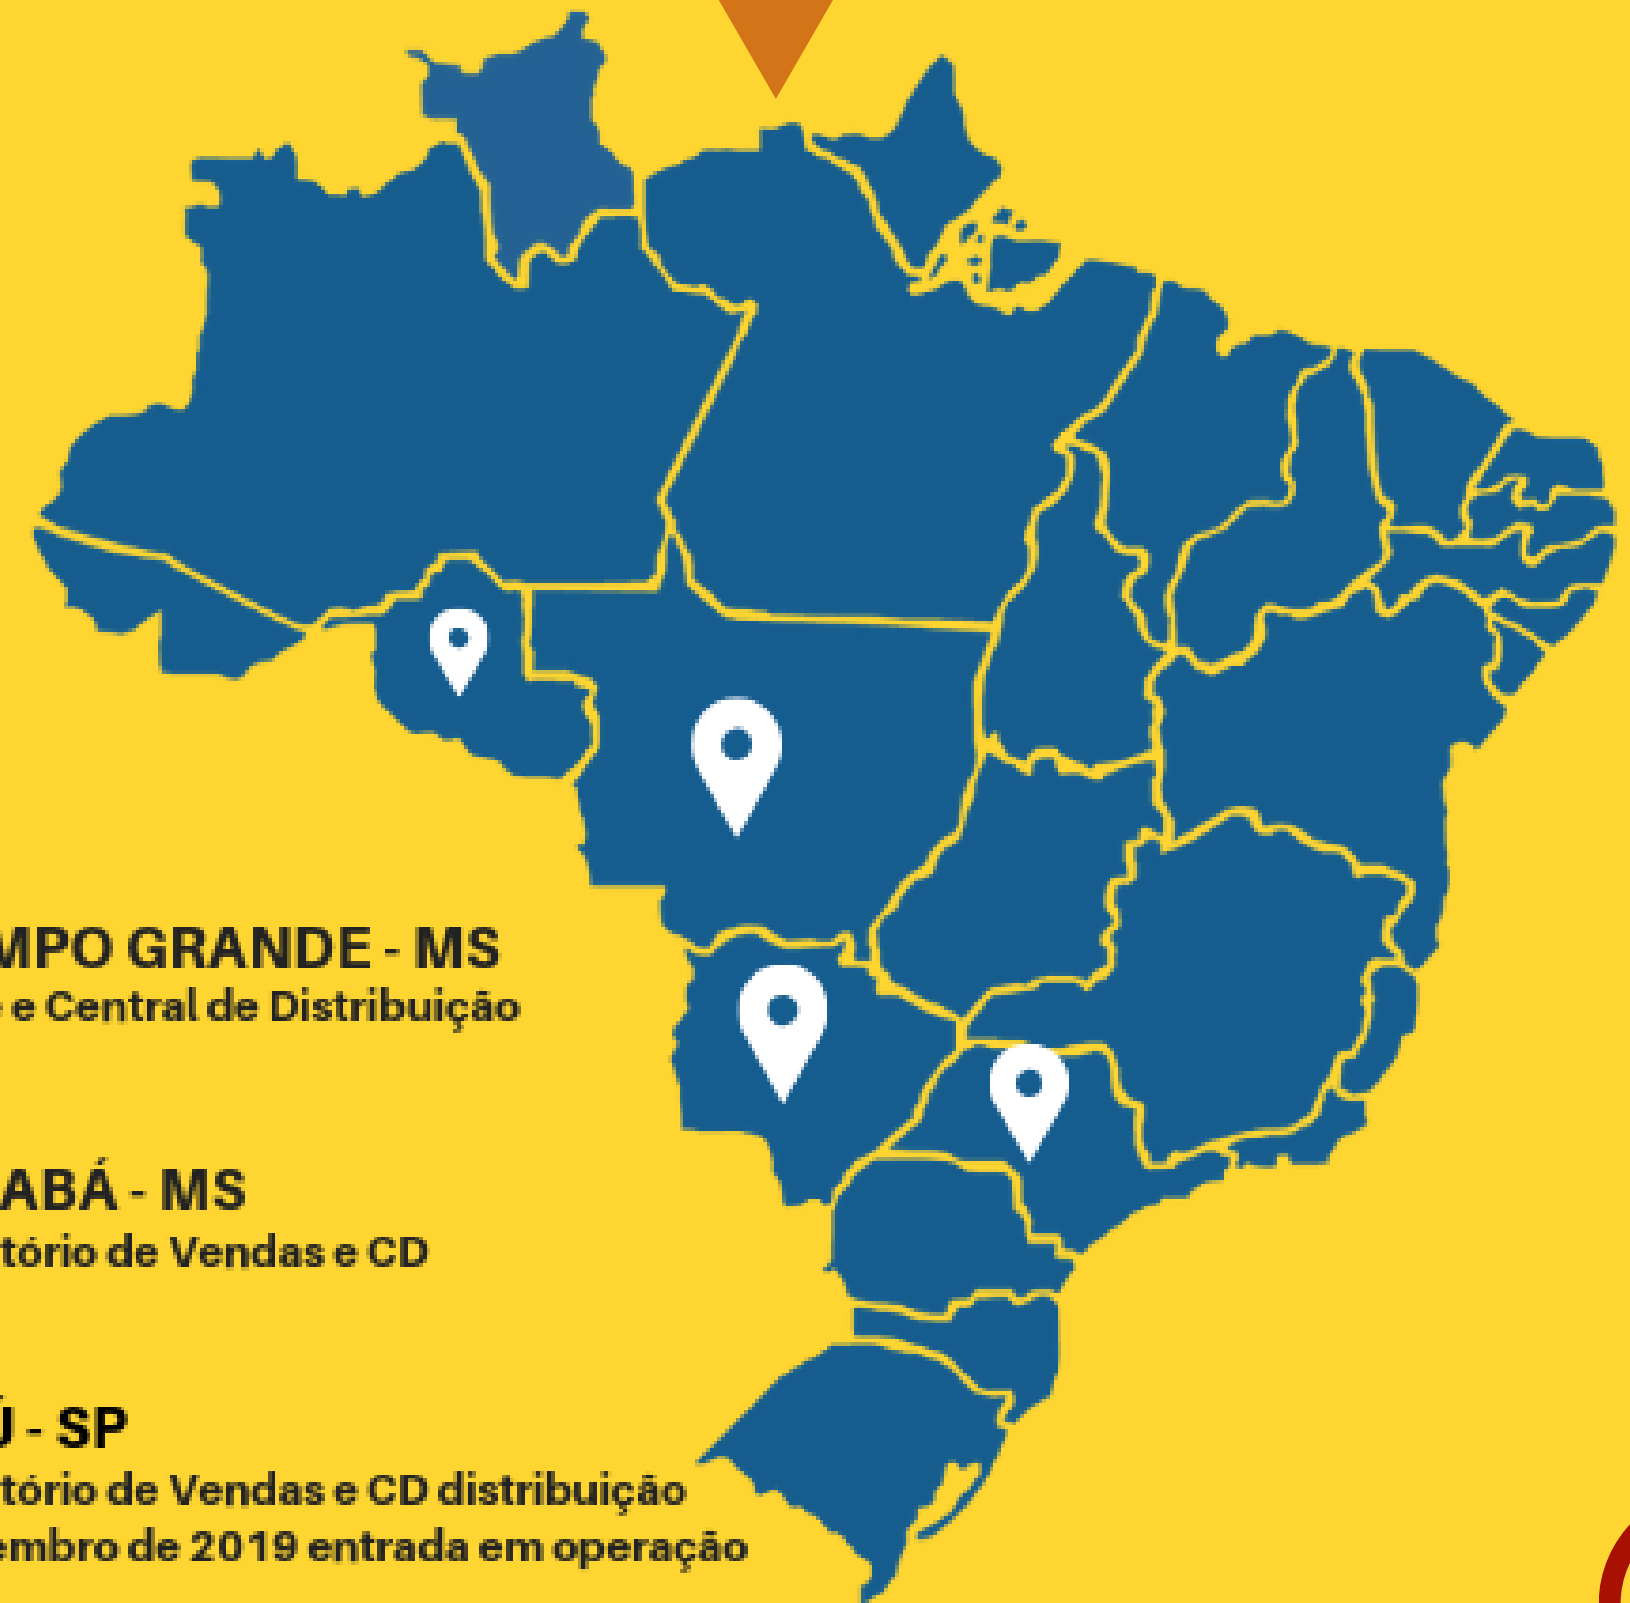 MPO GRANDE - MS
e e Central de Distribuição
ABÁ - MS
tório de Vendas e CD
Ú - SP
tório de Vendas e CD distribuição
embro de 2019 entrada em operação